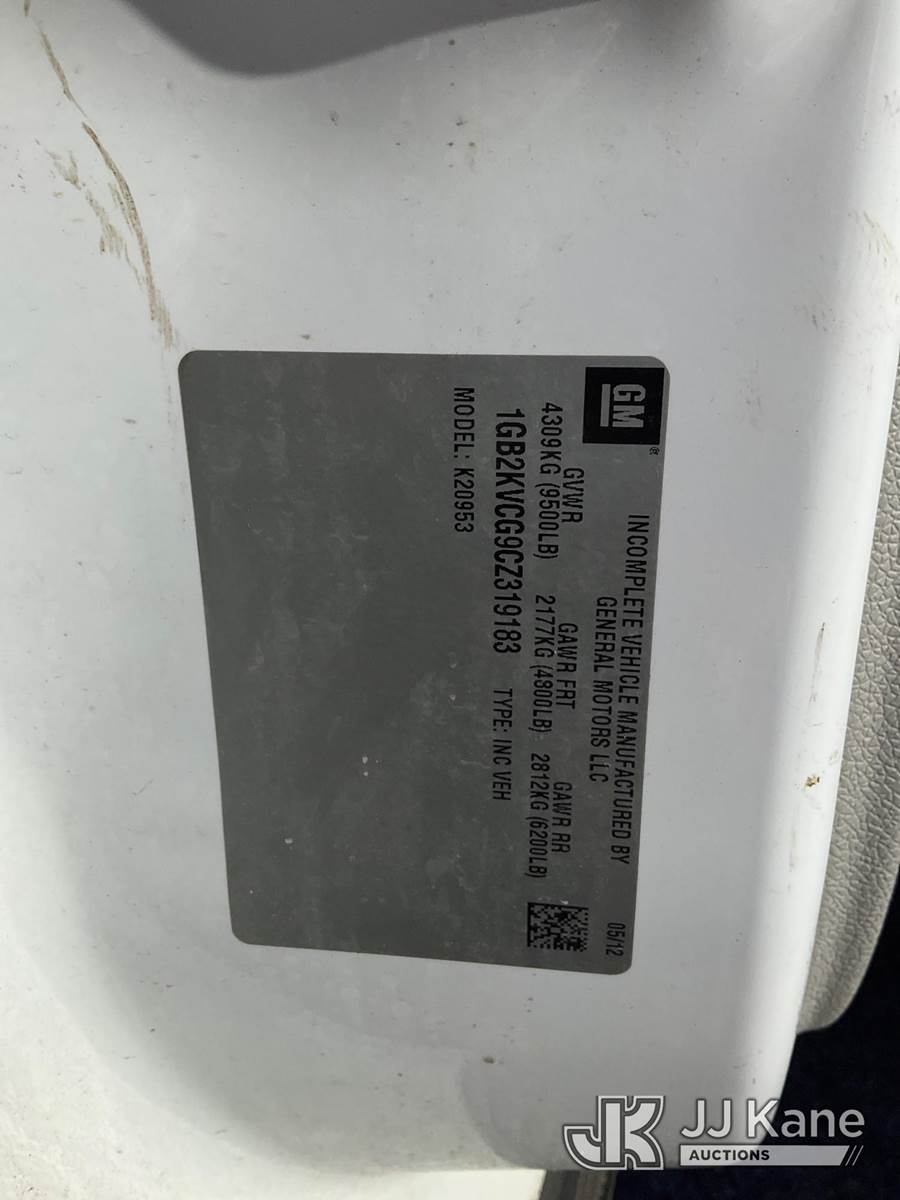 GM
INCOMPLETE VEHICLE MANUFACTURED BY
GENERAL MOTORS LLC
05/12
GVWR GAWR FRT GAWR RR
4309KG (9500LB) 2177KG (4800LB) 2812KG (6200LB)
1GB2KVCG9CZ319183 TYPE: INC VEH
MODEL: K20953
JK JJ Kane
AUCTIONS